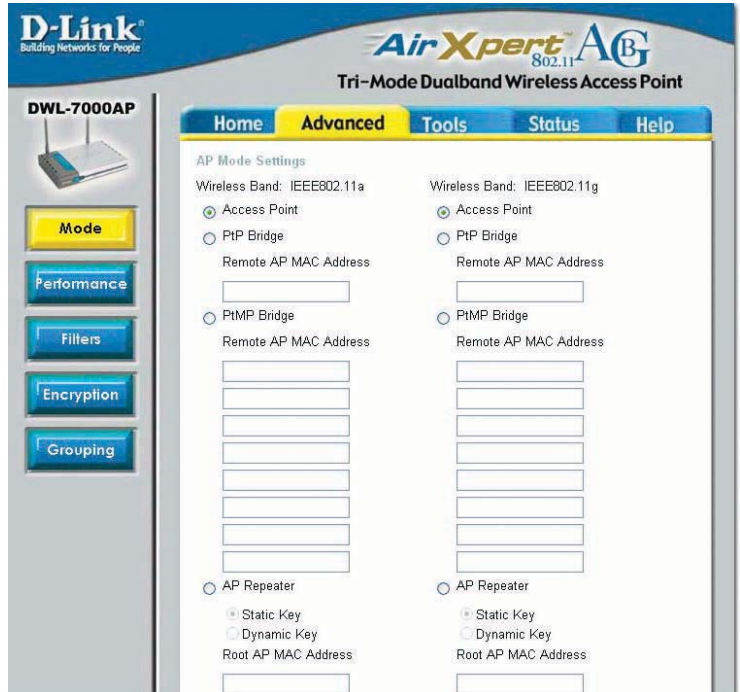 D-Link
Building Networks for People
Air Xpert™ ABG
802.11
Tri-Mode Dualband Wireless Access Point
DWL-7000AP
Home Advanced Tools Status Help
AP Mode Settings
Wireless Band: IEEE802.11a Wireless Band: IEEE802.11g
Access Point Access Point
PtP Bridge PtP Bridge
Remote AP MAC Address Remote AP MAC Address
PtMP Bridge PtMP Bridge
Remote AP MAC Address Remote AP MAC Address
AP Repeater AP Repeater
Static Key Static Key
Dynamic Key Dynamic Key
Root AP MAC Address Root AP MAC Address
Mode
Performance
Filters
Encryption
Grouping